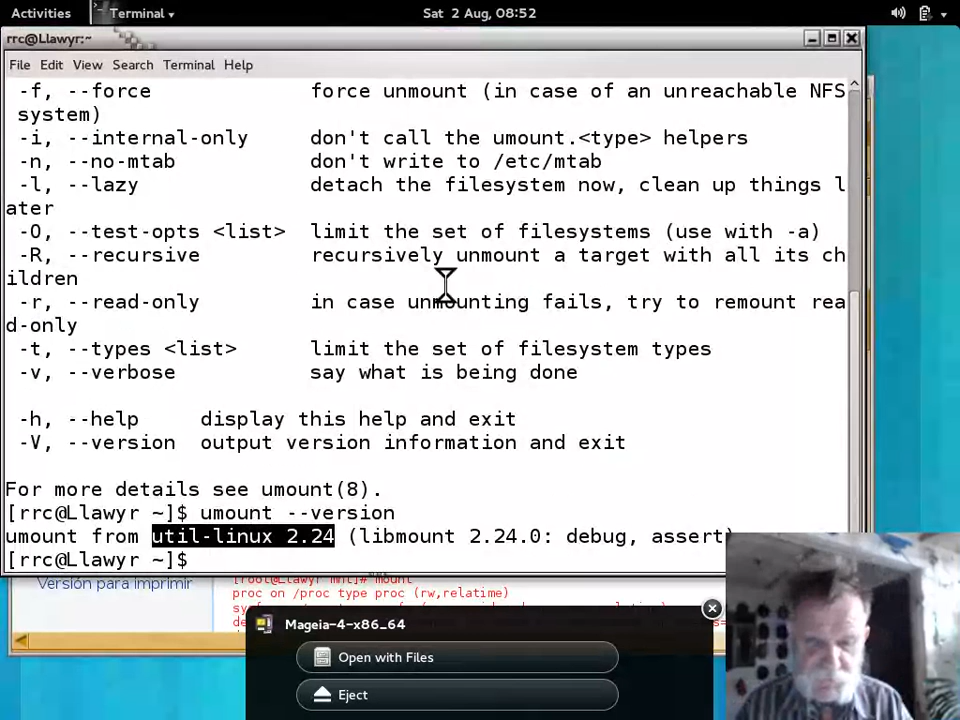 Activities
Terminal
Sat 2 Aug, 08:52
rrc@Llawyr:~
File Edit View Search Terminal Help
-f, --force force unmount (in case of an unreachable NFS
system)
-i, --internal-only don't call the umount.<type> helpers
-n, --no-mtab don't write to /etc/mtab
-l, --lazy detach the filesystem now, clean up things l
ater
-O, --test-opts <list> limit the set of filesystems (use with -a)
-R, --recursive recursively unmount a target with all its ch
ildren
-r, --read-only in case unmounting fails, try to remount rea
d-only
-t, --types <list> limit the set of filesystem types
-v, --verbose say what is being done
-h, --help display this help and exit
-V, --version output version information and exit
For more details see umount(8).
[rrc@Llawyr ~]$ umount --version
umount from util-linux 2.24 (libmount 2.24.0: debug, assert)
[rrc@Llawyr ~]$
Versión para imprimir
[root@Llawyr mnt]# mount
proc on /proc type proc (rw,relatime)
Mageia-4-x86_64
Open with Files
Eject